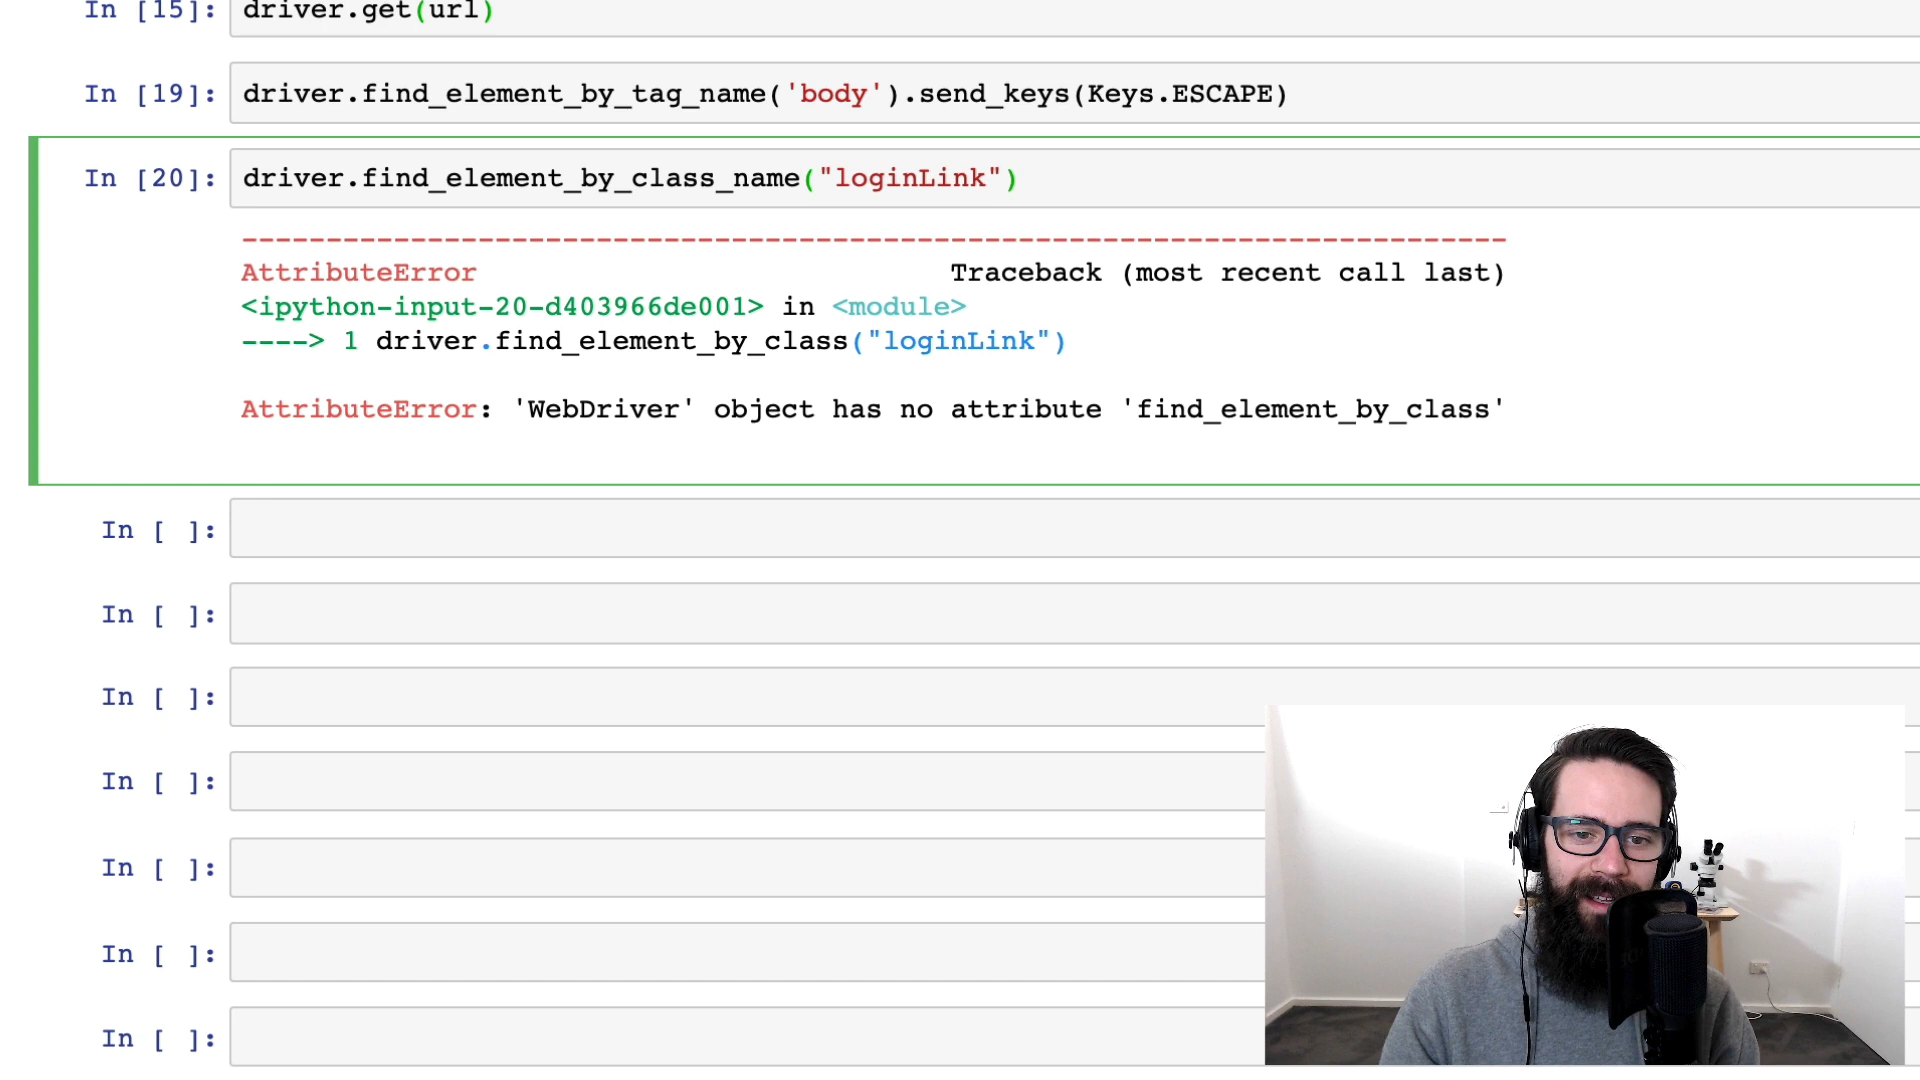 In [15]: driver.get(url)
In [19]: driver.find_element_by_tag_name('body').send_keys(Keys.ESCAPE)
In [20]: driver.find_element_by_class_name("loginLink")
---------------------------------------------------------------------------
AttributeError                            Traceback (most recent call last)
<ipython-input-20-d403966de001> in <module>
----> 1 driver.find_element_by_class("loginLink")
AttributeError: 'WebDriver' object has no attribute 'find_element_by_class'
In [ ]:
In [ ]:
In [ ]:
In [ ]:
In [ ]:
In [ ]:
In [ ]: